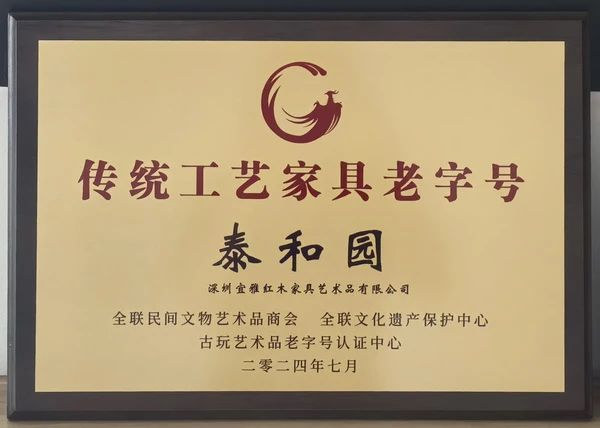 传统工艺家具老字号
泰和园
深圳宜雅红木家具艺术品有限公司
全联民间文物艺术品商会 全联文化遗产保护中心
古玩艺术品老字号认证中心
二零二四年七月